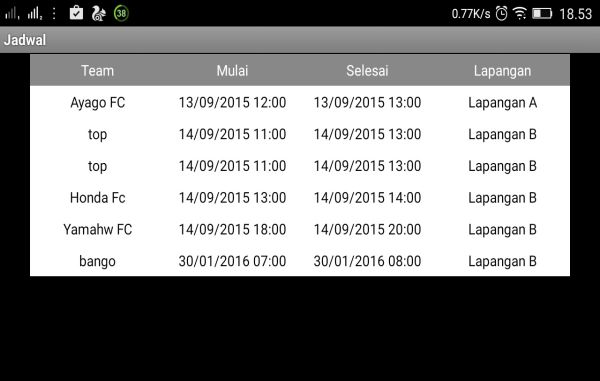 38 0.77K/s 18.53
Jadwal
Team Mulai Selesai Lapangan
Ayago FC 13/09/2015 12:00 13/09/2015 13:00 Lapangan A
top 14/09/2015 11:00 14/09/2015 13:00 Lapangan B
top 14/09/2015 11:00 14/09/2015 13:00 Lapangan B
Honda Fc 14/09/2015 13:00 14/09/2015 14:00 Lapangan B
Yamahw FC 14/09/2015 18:00 14/09/2015 20:00 Lapangan B
bango 30/01/2016 07:00 30/01/2016 08:00 Lapangan B